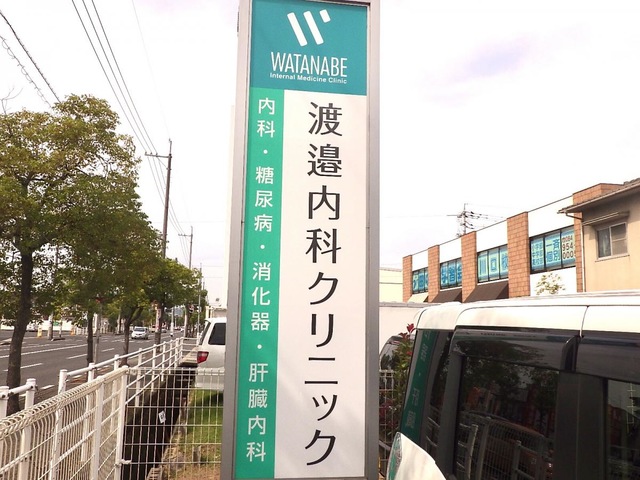 WATANABE
Internal Medicine Clinic
渡邉内科クリニック
内科・糖尿病・消化器・肝臓内科